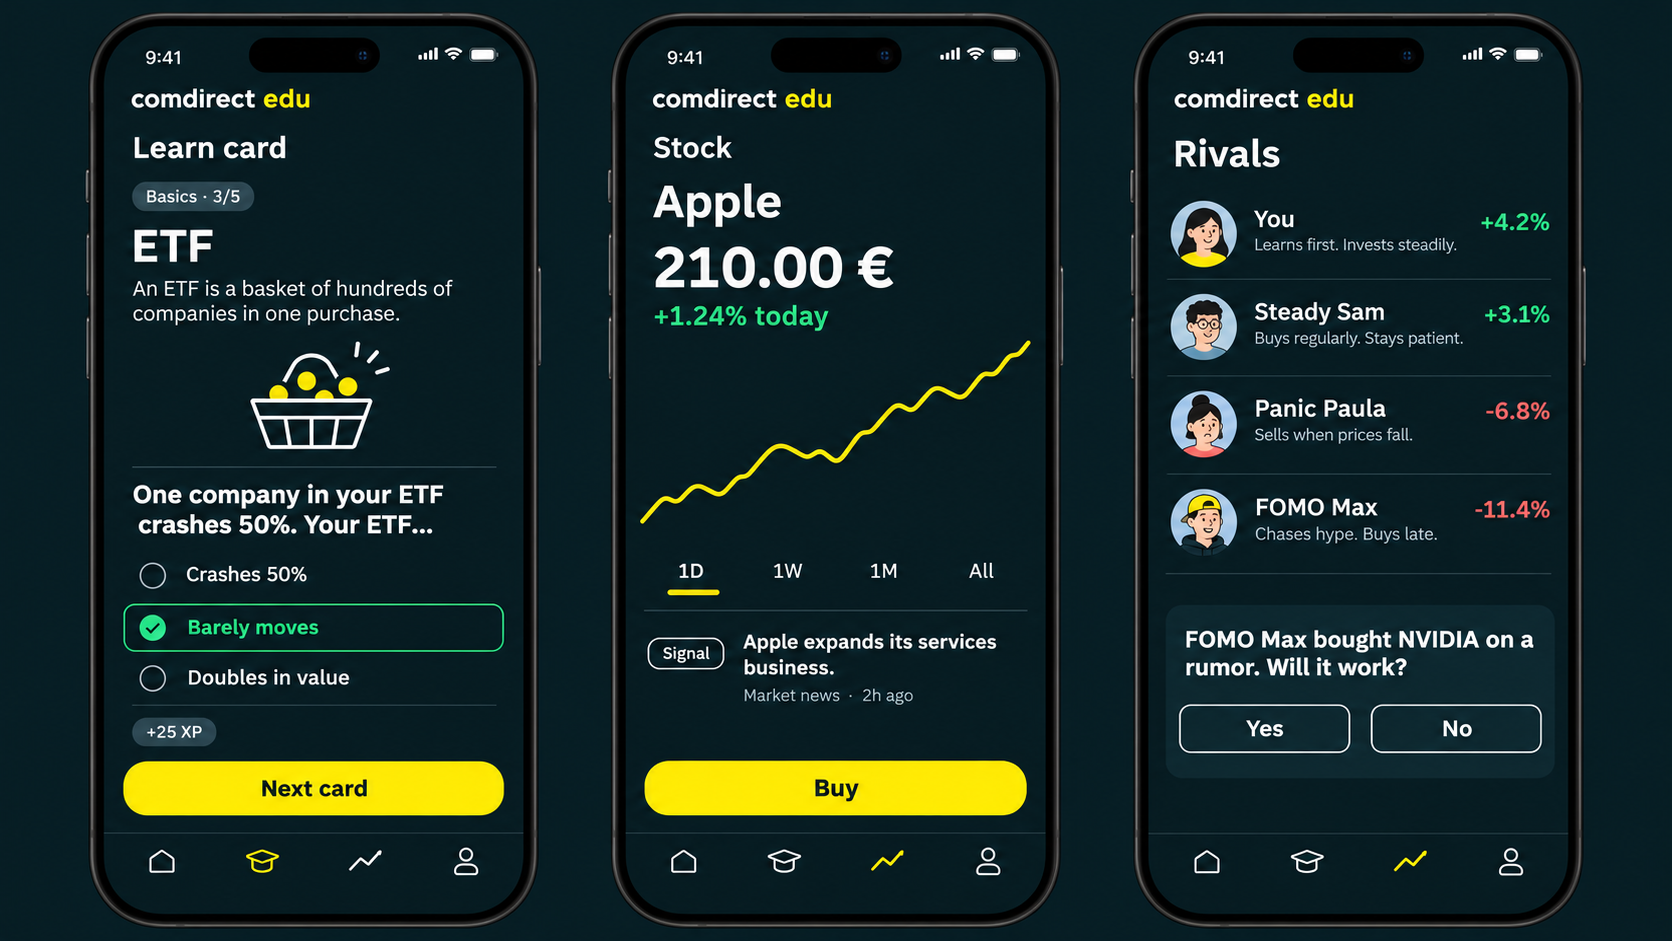 9:41
comdirect edu
Learn card
Basics · 3/5
ETF
An ETF is a basket of hundreds of
companies in one purchase.
One company in your ETF
crashes 50%. Your ETF...
Crashes 50%
Barely moves
Doubles in value
+25 XP
Next card
9:41
comdirect edu
Stock
Apple
210.00 €
+1.24% today
1D 1W 1M All
Signal
Apple expands its services
business.
Market news · 2h ago
Buy
9:41
comdirect edu
Rivals
You
+4.2%
Learns first. Invests steadily.
Steady Sam
+3.1%
Buys regularly. Stays patient.
Panic Paula
-6.8%
Sells when prices fall.
FOMO Max
-11.4%
Chases hype. Buys late.
FOMO Max bought NVIDIA on a
rumor. Will it work?
Yes No